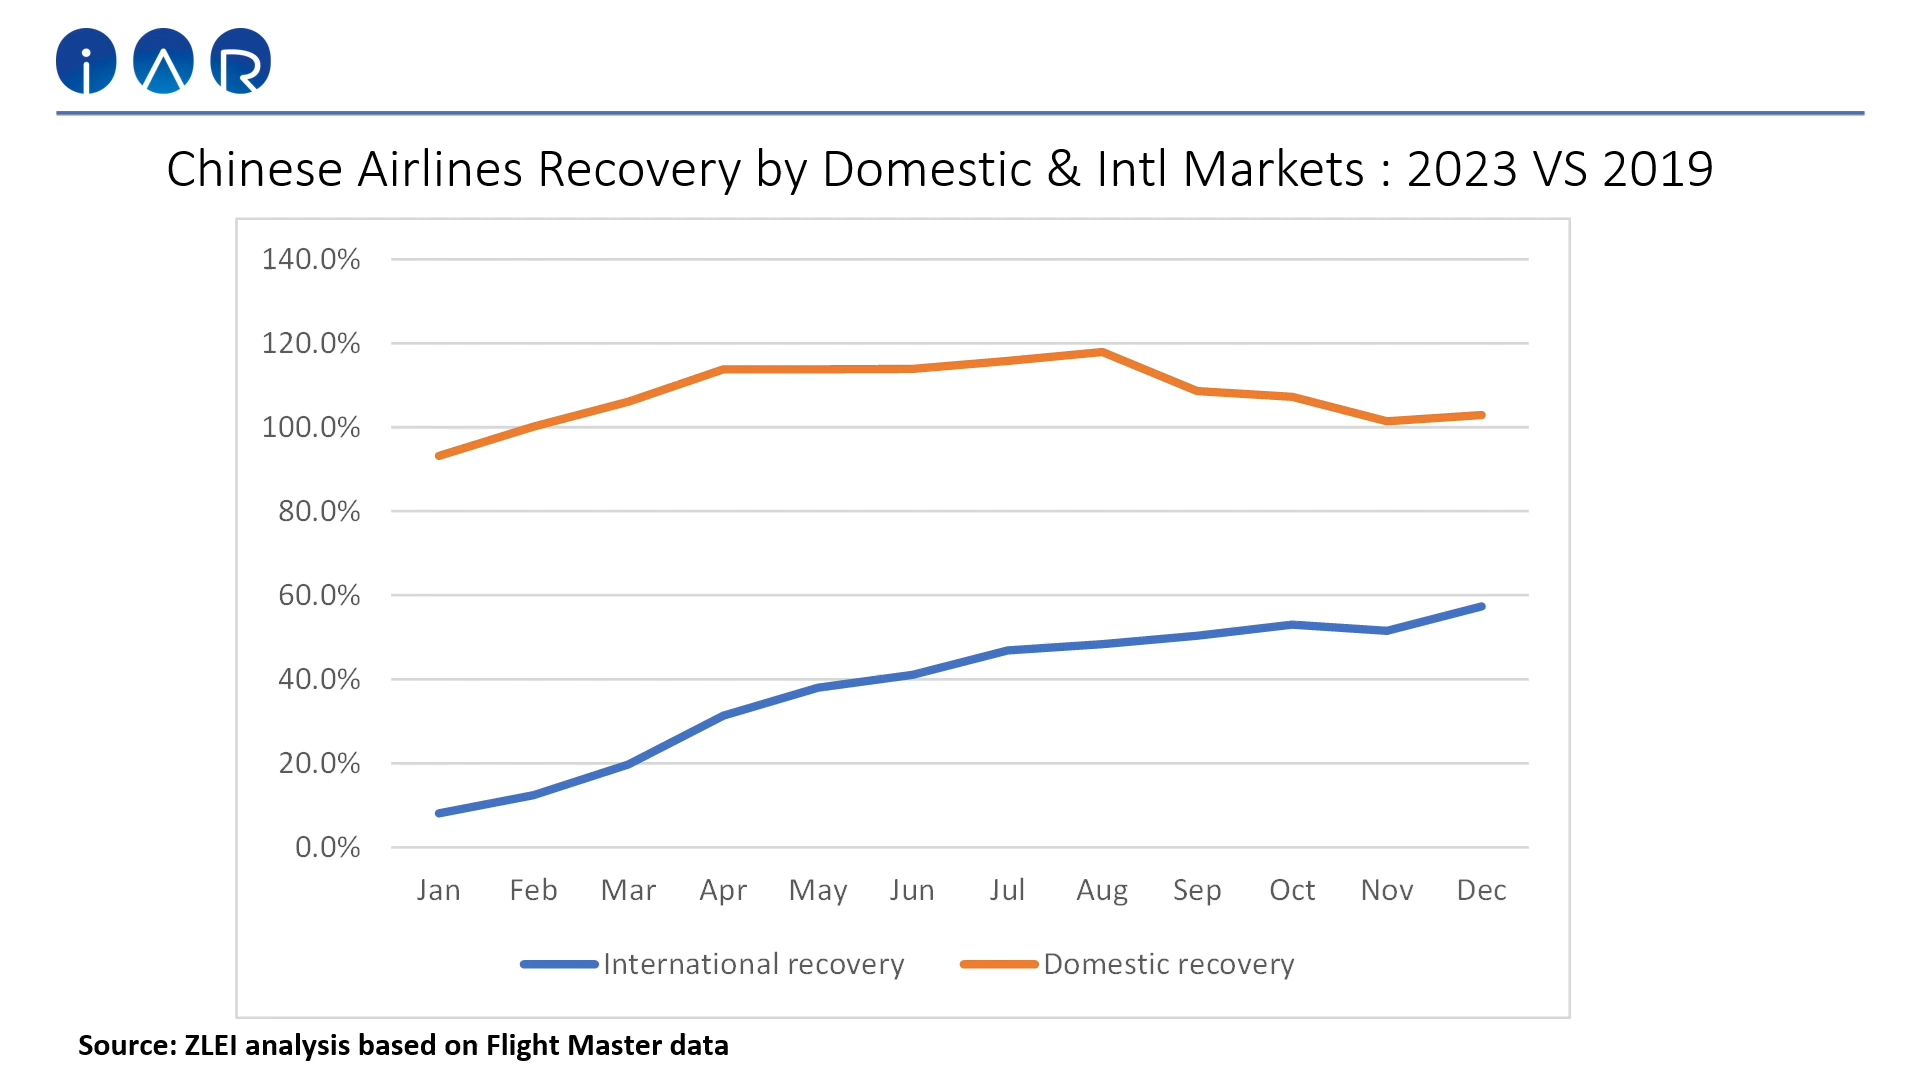 iAR
Chinese Airlines Recovery by Domestic & Intl Markets : 2023 VS 2019
140.0%
120.0%
100.0%
80.0%
60.0%
40.0%
20.0%
0.0%
Jan Feb Mar Apr May Jun Jul Aug Sep Oct Nov Dec
International recovery Domestic recovery
Source: ZLEI analysis based on Flight Master data